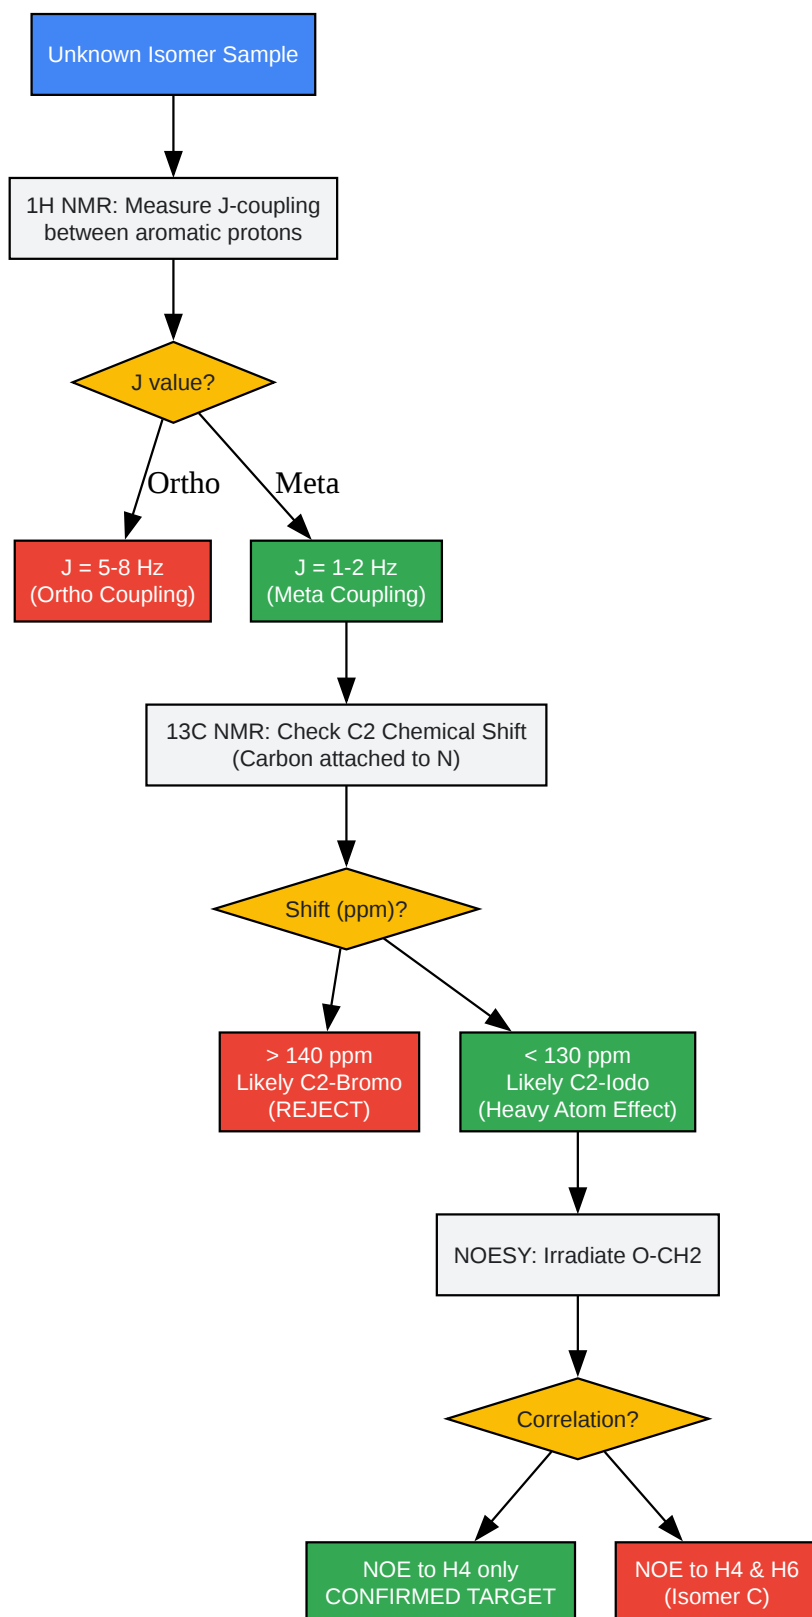 Unknown Isomer Sample
1H NMR: Measure J-coupling
between aromatic protons
J value?
Ortho
Meta
J = 5-8 Hz
(Ortho Coupling)
J = 1-2 Hz
(Meta Coupling)
13C NMR: Check C2 Chemical Shift
(Carbon attached to N)
Shift (ppm)?
> 140 ppm
Likely C2-Bromo
(REJECT)
< 130 ppm
Likely C2-Iodo
(Heavy Atom Effect)
NOESY: Irradiate O-CH2
Correlation?
NOE to H4 only
CONFIRMED TARGET
NOE to H4 & H6
(Isomer C)